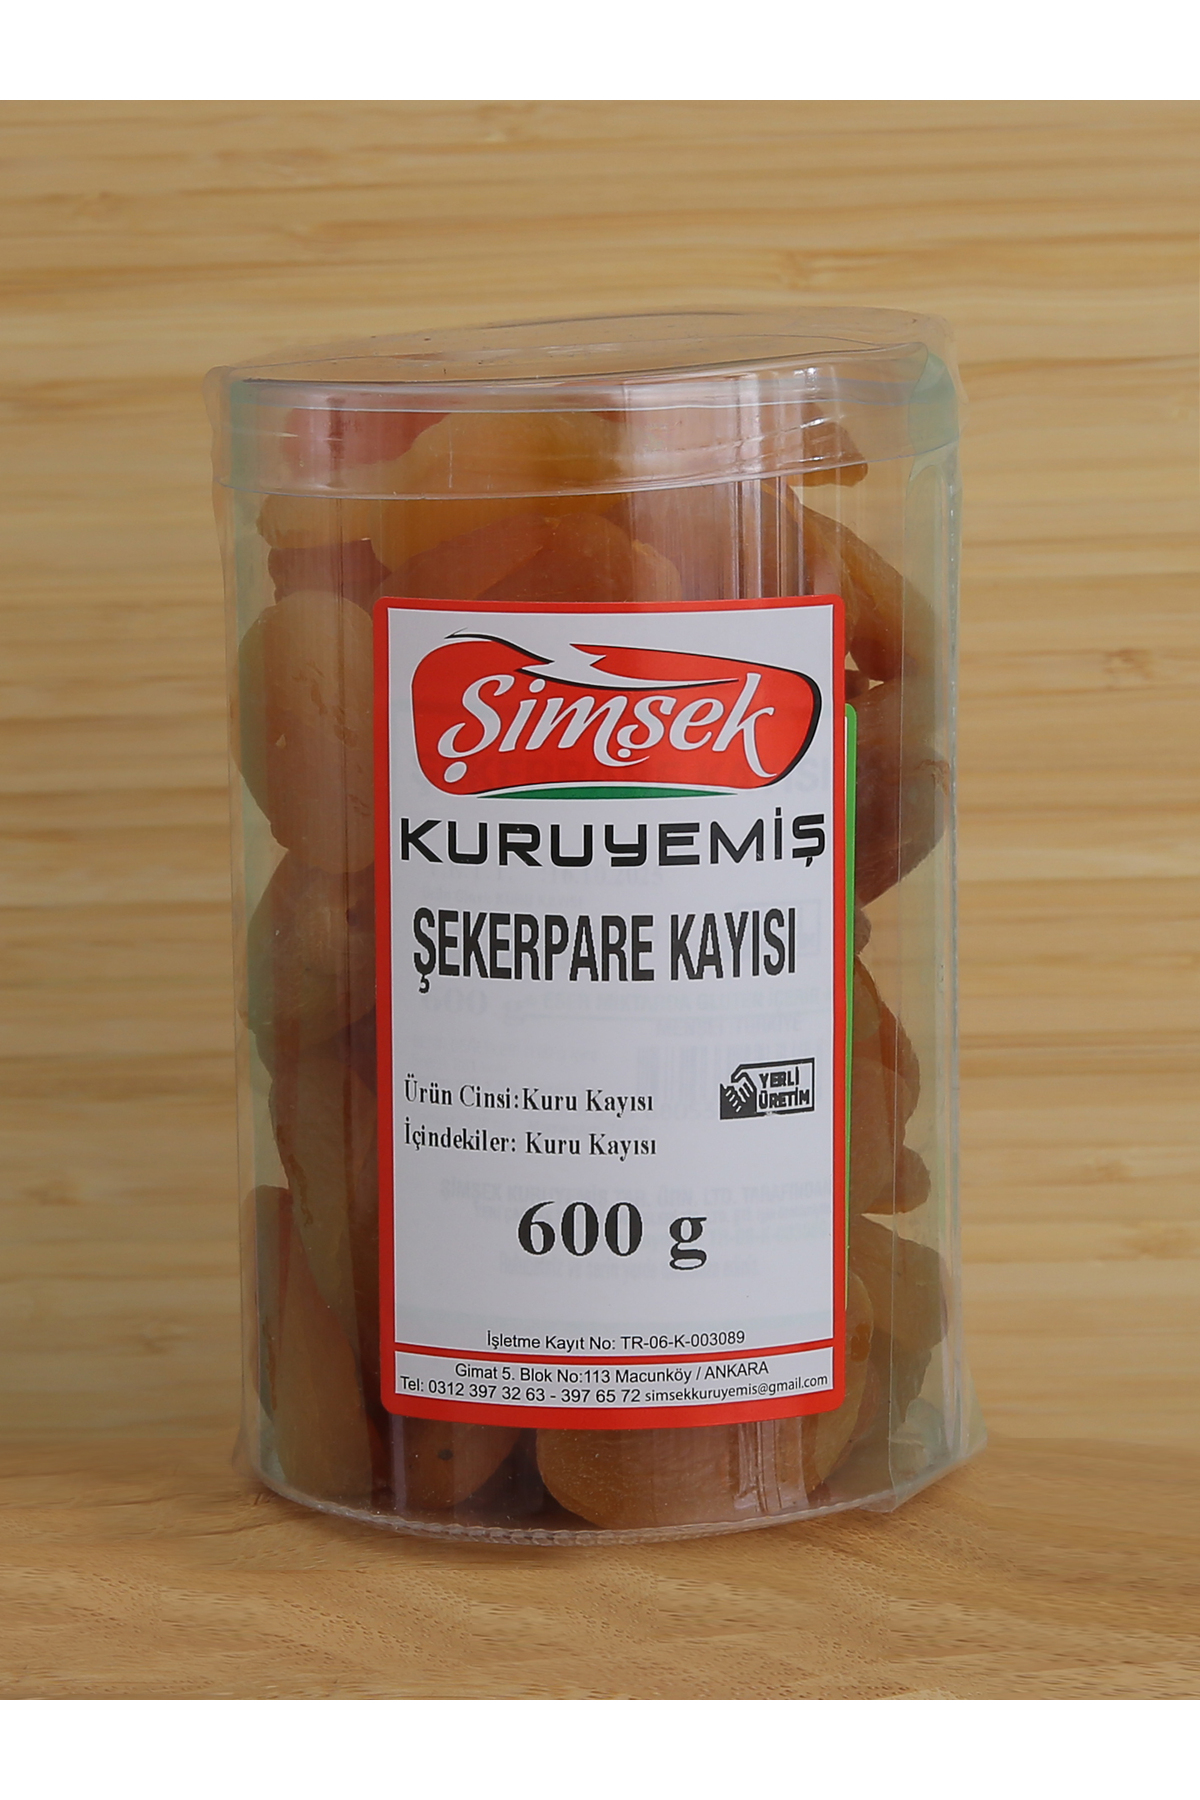 Şimşek
KURUYEMİŞ
ŞEKERPARE KAYISI
Ürün Cinsi:Kuru Kayısı
YERLİ
ÜRETİM
İçindekiler: Kuru Kayısı
600 g
İşletme Kayıt No: TR-06-K-003089
Gimat 5. Blok No:113 Macunköy / ANKARA
Tel: 0312 397 32 63 - 397 65 72 simsekkuruyemis@gmail.com